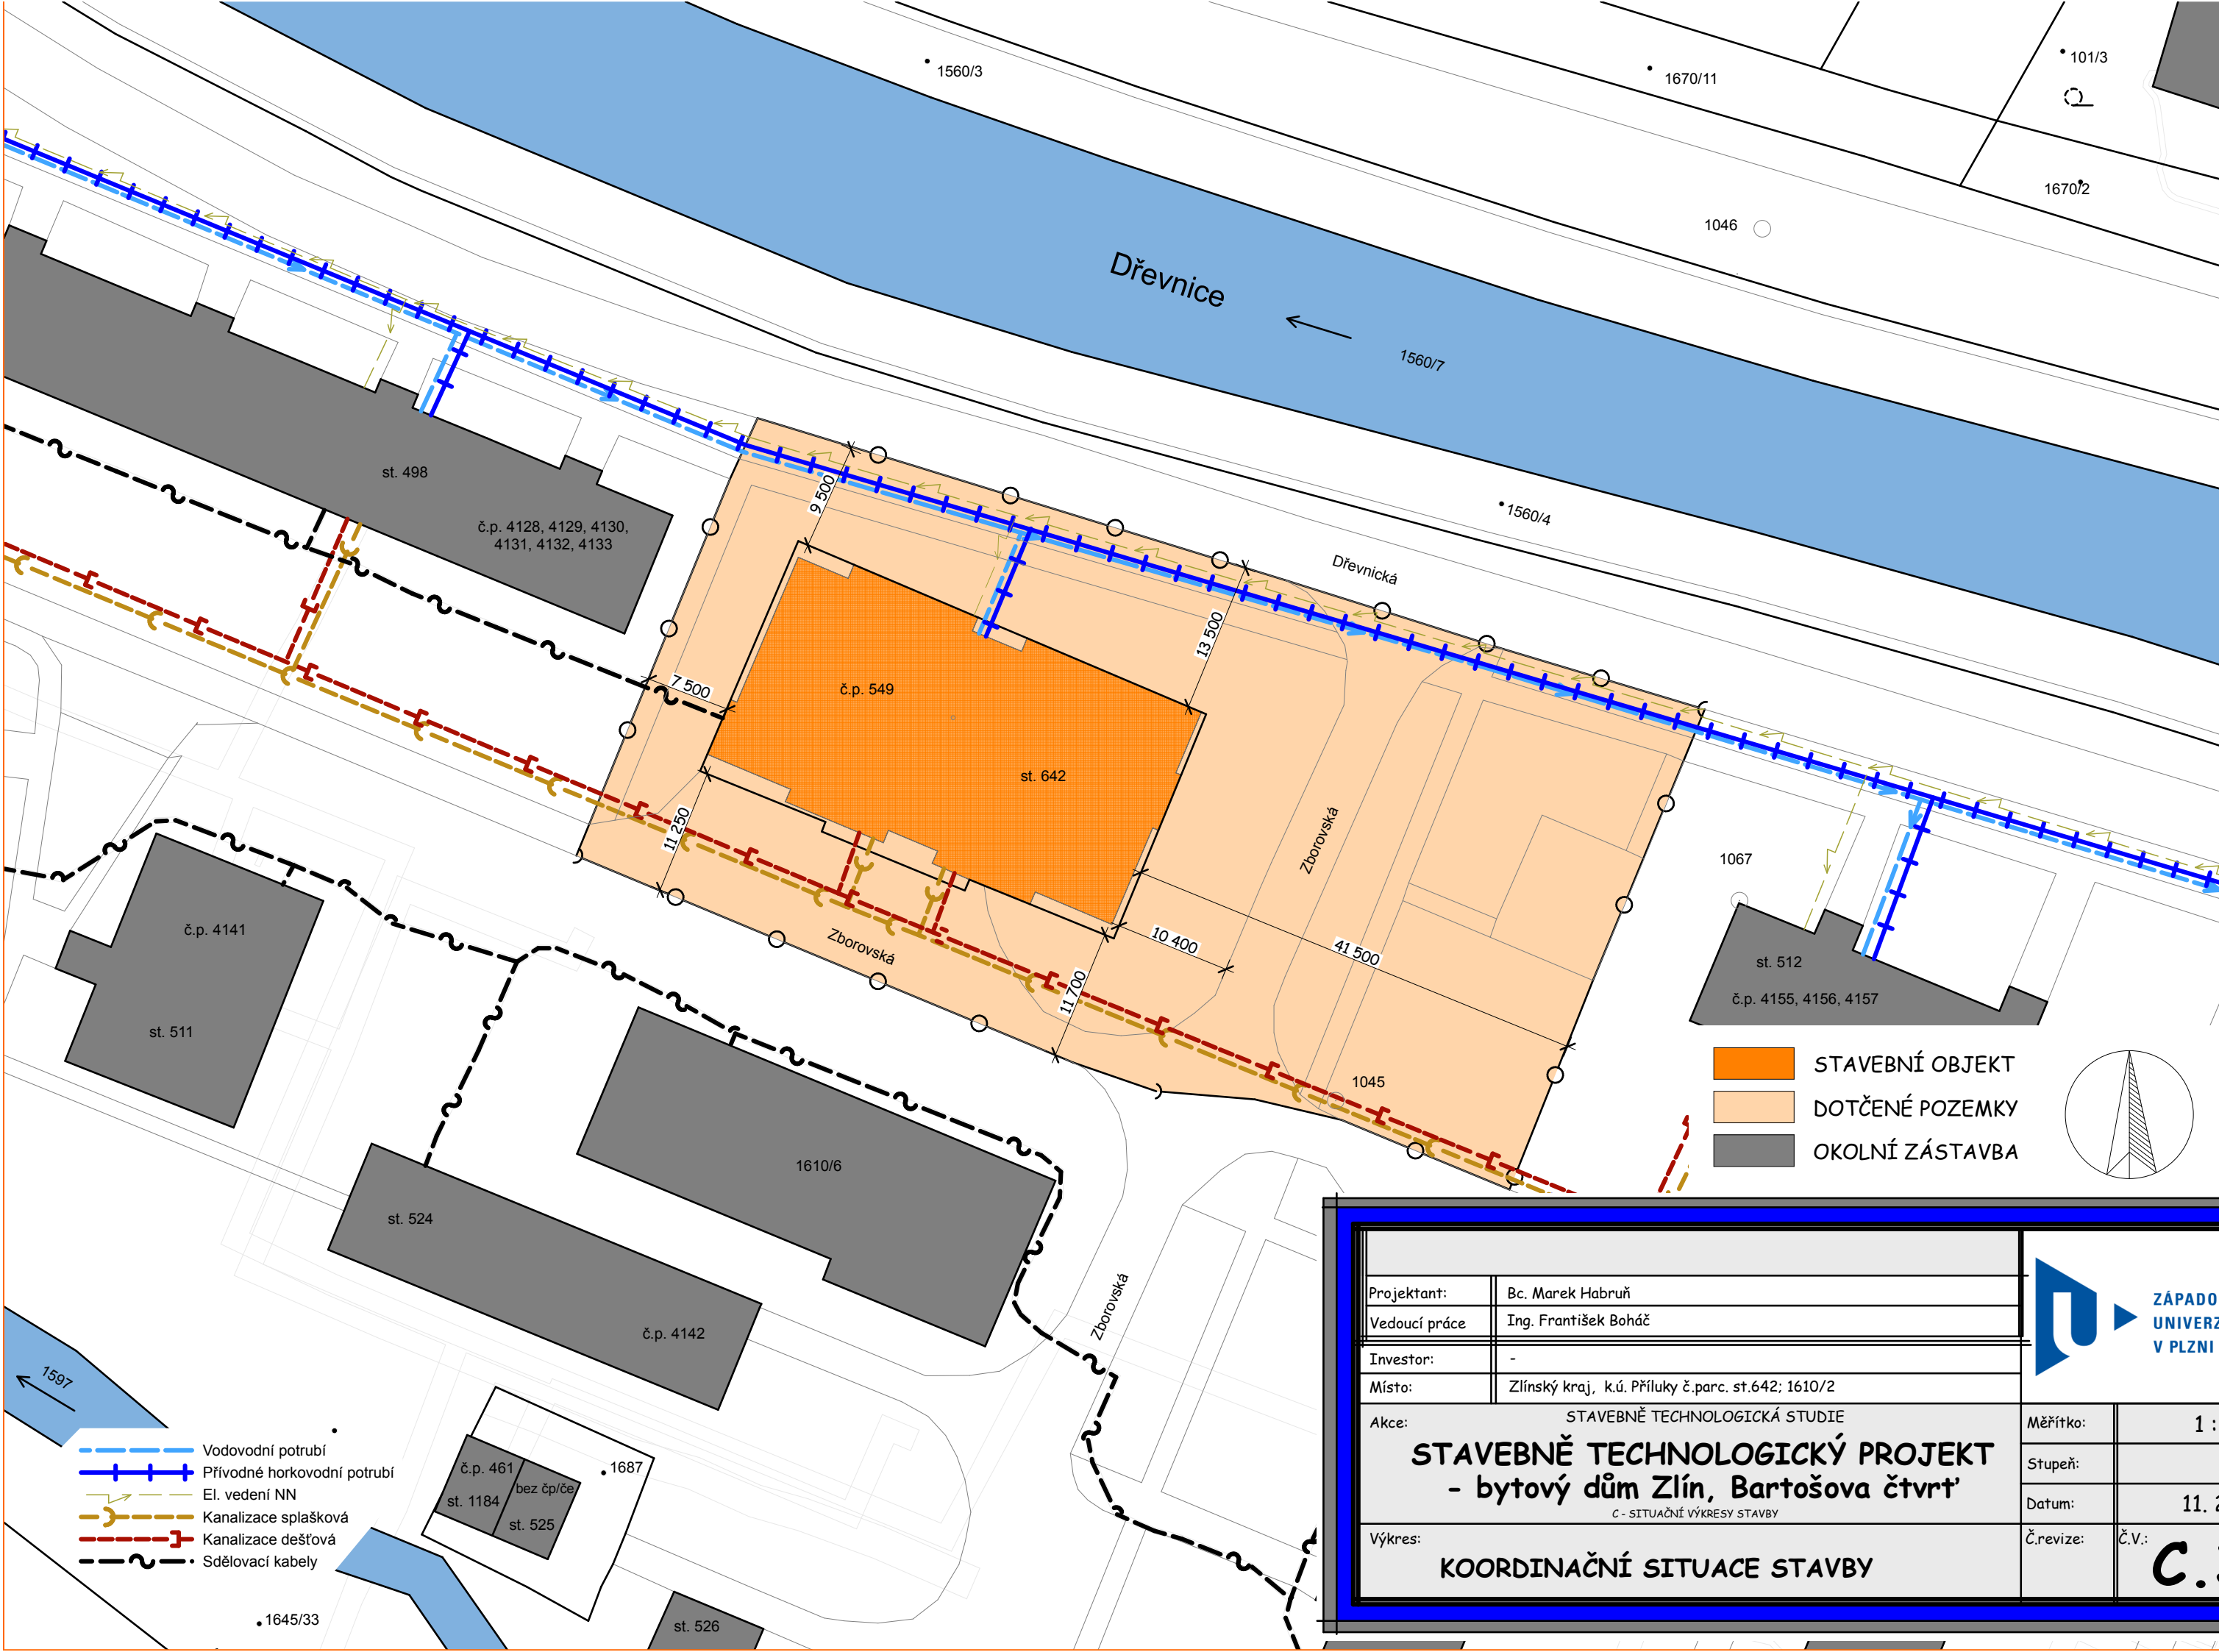 1560/3
1670/11
101/3
1670/2
1046
Dřevnice
1560/7
1560/4
Dřevnická
st. 498
č.p. 4128, 4129, 4130,
4131, 4132, 4133
9 500
13 500
7 500
č.p. 549
st. 642
11 250
Zborovská
Zborovská
10 400
41 500
11 700
1045
1067
st. 512
č.p. 4155, 4156, 4157
č.p. 4141
st. 511
1610/6
st. 524
č.p. 4142
Zborovská
1597
č.p. 461
st. 1184
bez čp/če
st. 525
1687
1645/33
st. 526
Vodovodní potrubí
Přívodné horkovodní potrubí
El. vedení NN
Kanalizace splašková
Kanalizace dešťová
Sdělovací kabely
STAVEBNÍ OBJEKT
DOTČENÉ POZEMKY
OKOLNÍ ZÁSTAVBA
Projektant: Bc. Marek Habruň
Vedoucí práce Ing. František Boháč
Investor: -
Místo: Zlínský kraj, k.ú. Příluky č.parc. st.642; 1610/2
ZÁPADO
UNIVERZ
V PLZNI
Akce: STAVEBNĚ TECHNOLOGICKÁ STUDIE
STAVEBNĚ TECHNOLOGICKÝ PROJEKT
- bytový dům Zlín, Bartošova čtvrť
C - SITUAČNÍ VÝKRESY STAVBY
Měřítko: 1 :
Stupeň:
Datum: 11. 2
Výkres:
KOORDINAČNÍ SITUACE STAVBY
Č.revize: Č.V.:
C.